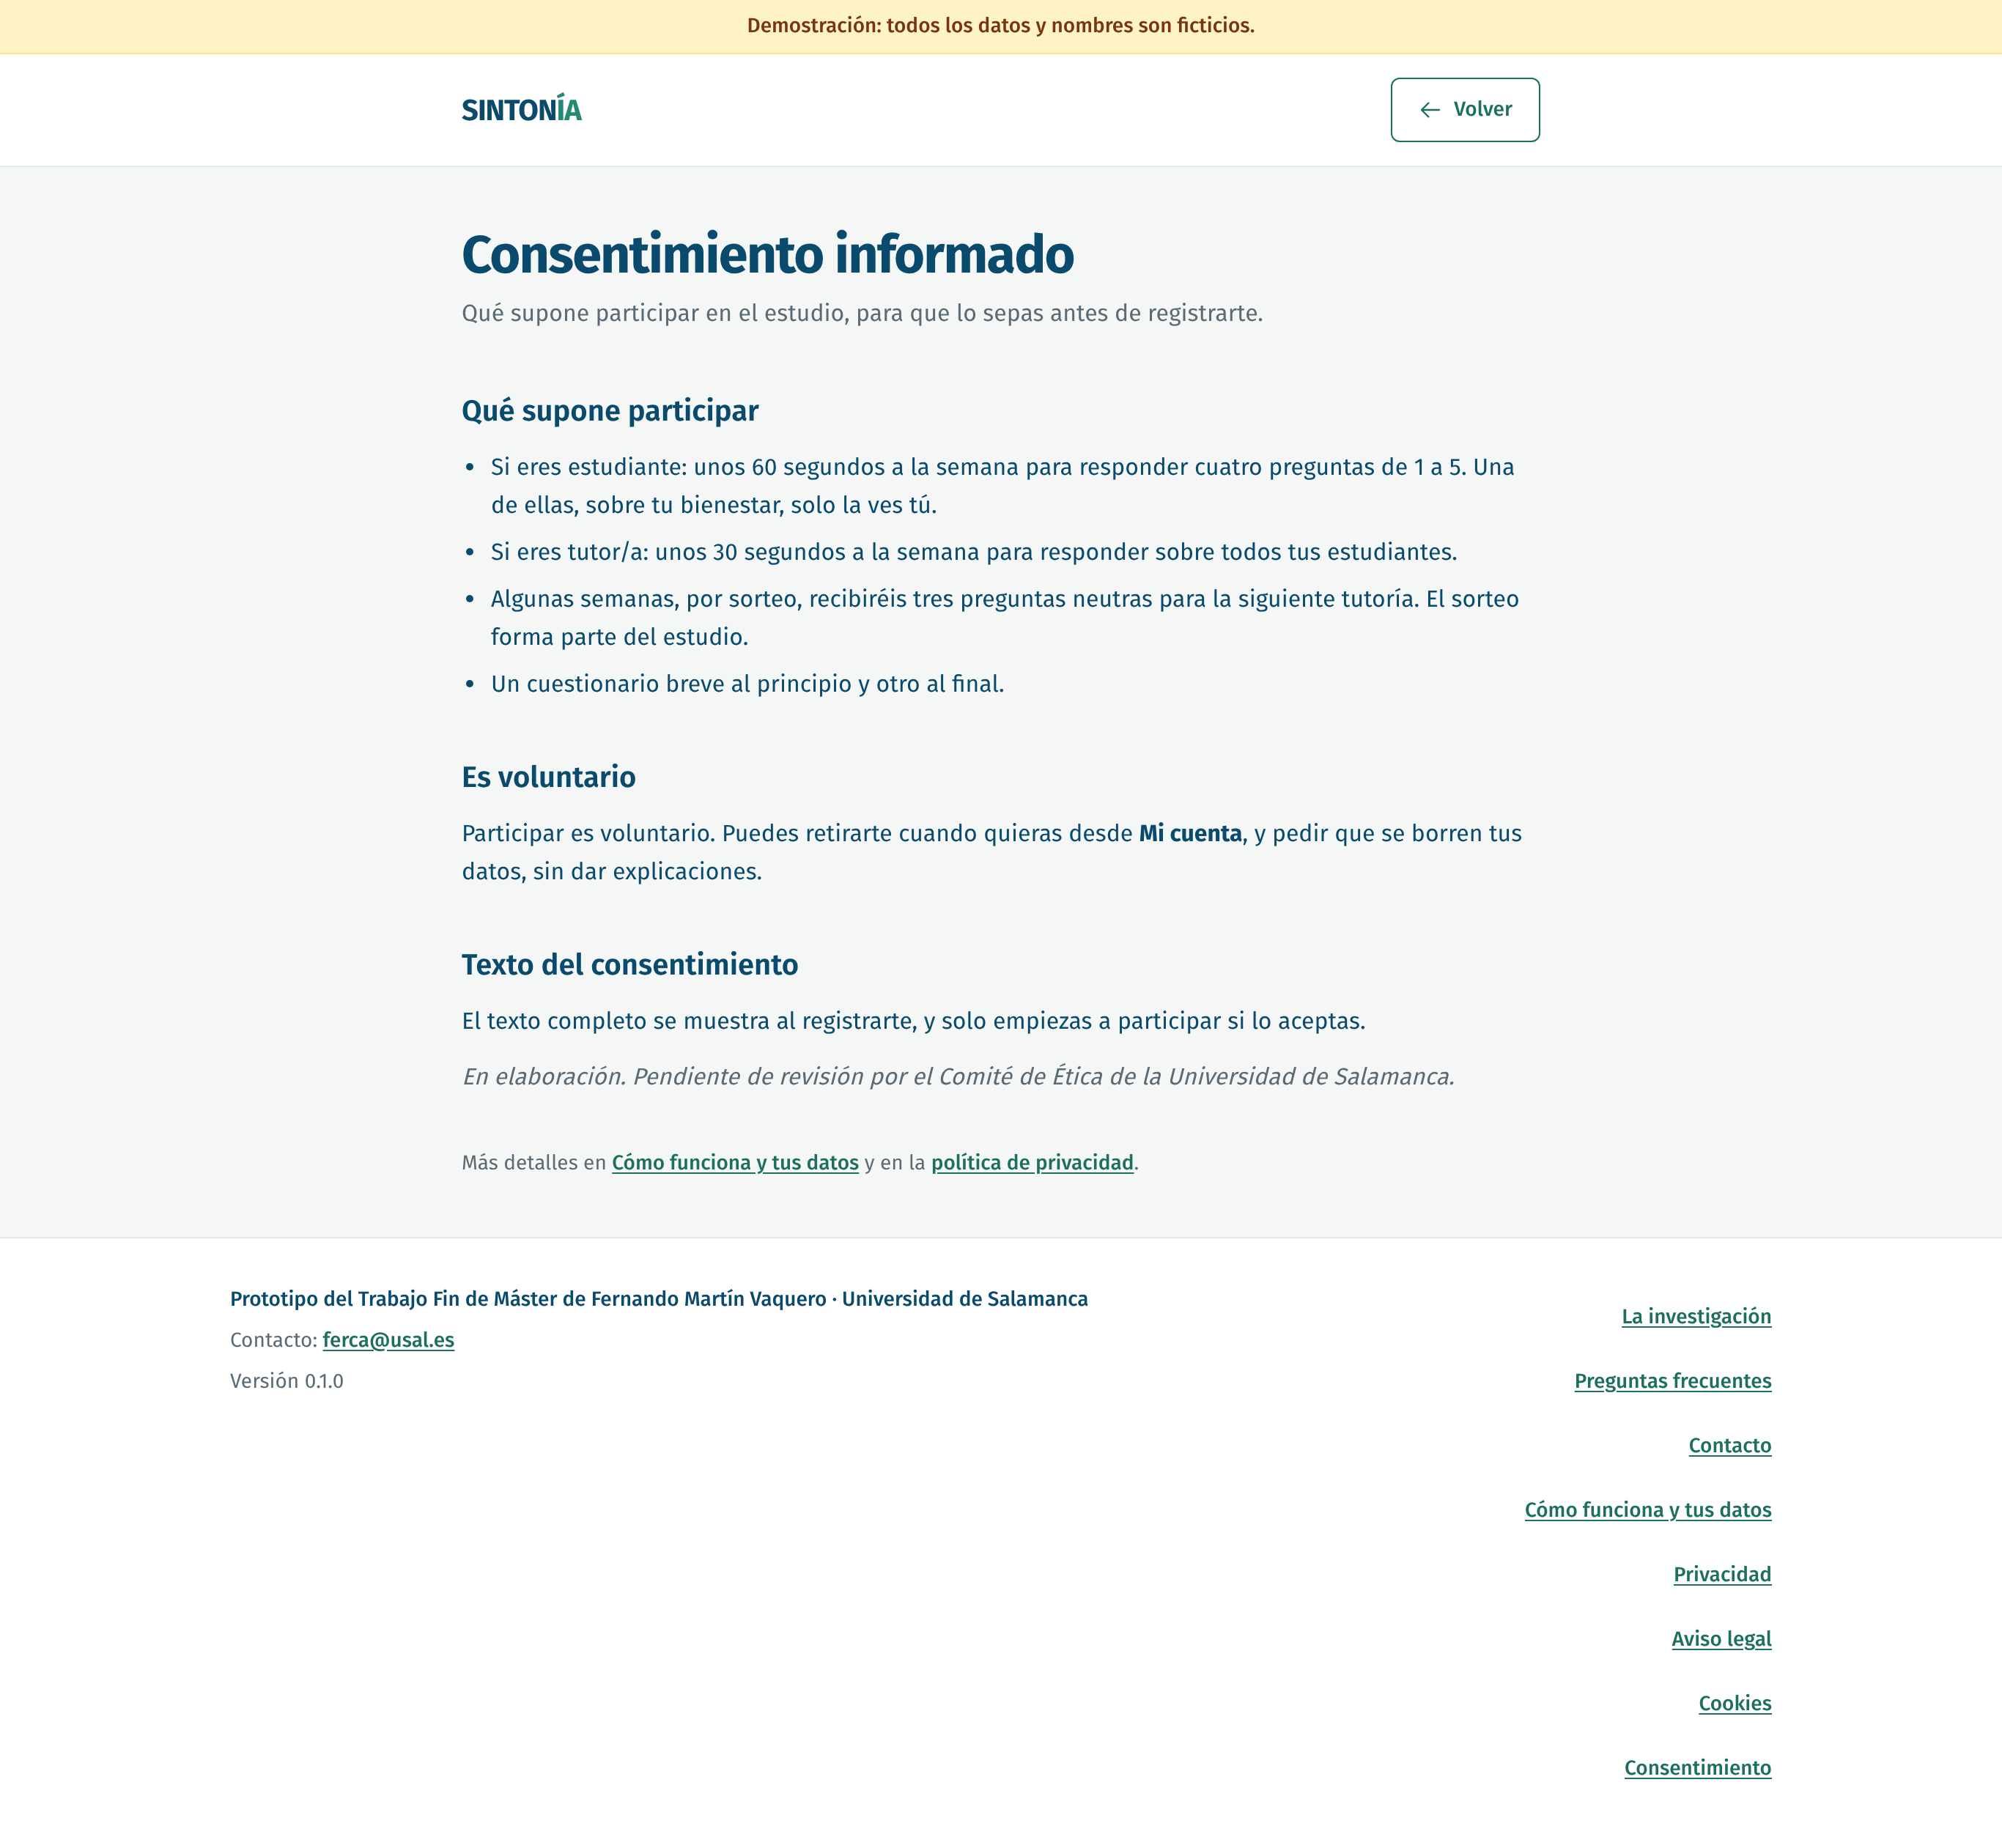 Demostración: todos los datos y nombres son ficticios.
SINTONÍA
← Volver
Consentimiento informado
Qué supone participar en el estudio, para que lo sepas antes de registrarte.
Qué supone participar
• Si eres estudiante: unos 60 segundos a la semana para responder cuatro preguntas de 1 a 5. Una
de ellas, sobre tu bienestar, solo la ves tú.
• Si eres tutor/a: unos 30 segundos a la semana para responder sobre todos tus estudiantes.
• Algunas semanas, por sorteo, recibiréis tres preguntas neutras para la siguiente tutoría. El sorteo
forma parte del estudio.
• Un cuestionario breve al principio y otro al final.
Es voluntario
Participar es voluntario. Puedes retirarte cuando quieras desde Mi cuenta, y pedir que se borren tus
datos, sin dar explicaciones.
Texto del consentimiento
El texto completo se muestra al registrarte, y solo empiezas a participar si lo aceptas.
En elaboración. Pendiente de revisión por el Comité de Ética de la Universidad de Salamanca.
Más detalles en Cómo funciona y tus datos y en la política de privacidad.
Prototipo del Trabajo Fin de Máster de Fernando Martín Vaquero · Universidad de Salamanca
Contacto: ferca@usal.es
Versión 0.1.0
La investigación
Preguntas frecuentes
Contacto
Cómo funciona y tus datos
Privacidad
Aviso legal
Cookies
Consentimiento